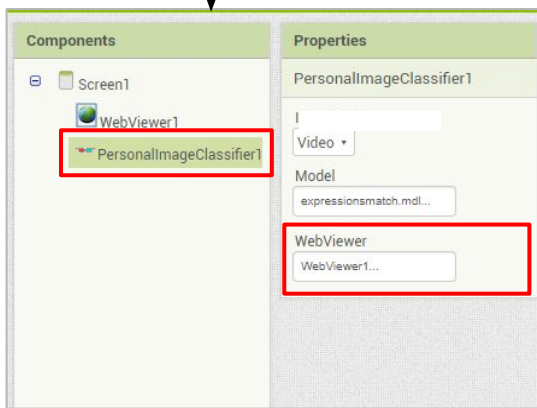 Components
Screen1
WebViewer1
PersonalImageClassifier1
Properties
PersonalImageClassifier1
Video
Model
expressionsmatch.mdl...
WebViewer
WebViewer1...